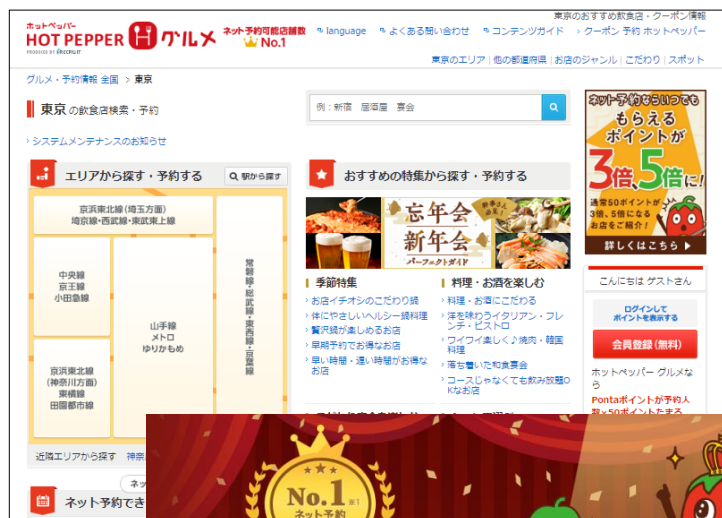 東京のおすすめ飲食店・クーポン情報
ホットペッパー
HOT PEPPER グルメ
PRODUCED BY RECRUIT
ネット予約可能店舗数
No.1
language
よくある問い合わせ
コンテンツガイド
クーポン 予約 ホットペッパー
東京のエリア | 他の都道府県 | お店のジャンル | こだわり | スポット
グルメ・予約情報 全国 > 東京
東京 の飲食店検索・予約
例：新宿 居酒屋 宴会
システムメンテナンスのお知らせ
エリアから探す・予約する
駅から探す
京浜東北線(埼玉方面)
埼京線・西武線・東武東上線
中央線
京王線
小田急線
山手線
メトロ
ゆりかもめ
常磐線・総武線・東西線・京葉線
京浜東北線
(神奈川方面)
東横線
田園都市線
近隣エリアから探す 神奈
ネッ
ネット予約でき
おすすめの特集から探す・予約する
忘年会
新年会
パーフェクトガイド
幹事さん
必見！
季節特集
お店イチオシのこだわり鍋
体にやさしいヘルシー鍋料理
贅沢鍋が楽しめるお店
早期予約でお得なお店
早い時間・遅い時間がお得な
お店
料理・お酒を楽しむ
料理・お酒にこだわる
洋を味わうイタリアン・フレ
ンチ・ビストロ
ワイワイ楽しく♪焼肉・韓国
料理
落ち着いた和食宴会
コースじゃなくても飲み放題O
Kなお店
ネット予約ならいつでも
もらえる
ポイントが
3倍、5倍に!
通常50ポイントが
3倍、5倍になる
お店をご紹介！
詳しくはこちら
こんにちは ゲストさん
ログインして
ポイントを表示する
会員登録(無料)
ホットペッパー グルメな
ら
Pontaポイントが予約人
数×50ポイントたまる
No.1
※1
ネット予約